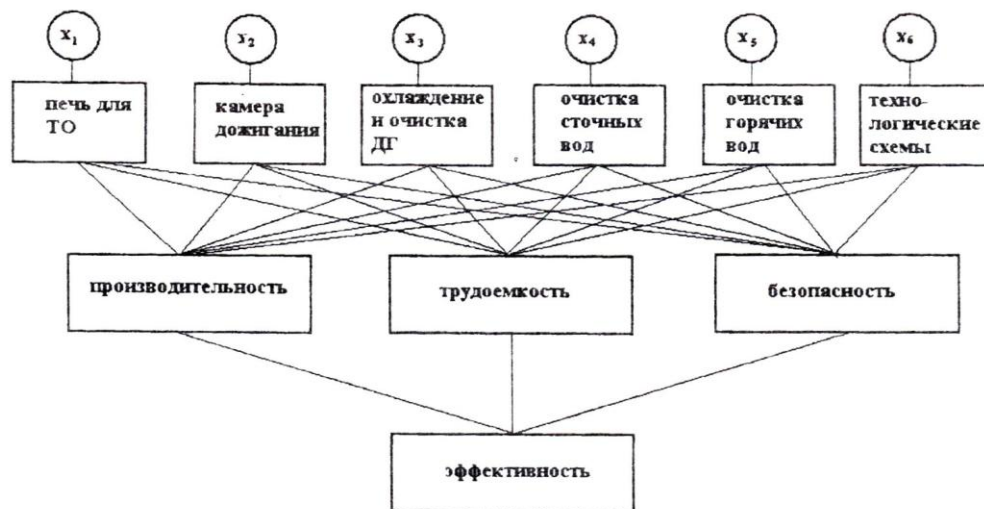 x₁ x₂ x₃ x₄ x₅ x₆
печь для
ТО
камера
дожигания
охлаждение
и очистка
ДГ
очистка
сточных
вод
очистка
горячих
вод
техно-
логические
схемы
производительность
трудоемкость
безопасность
эффективность